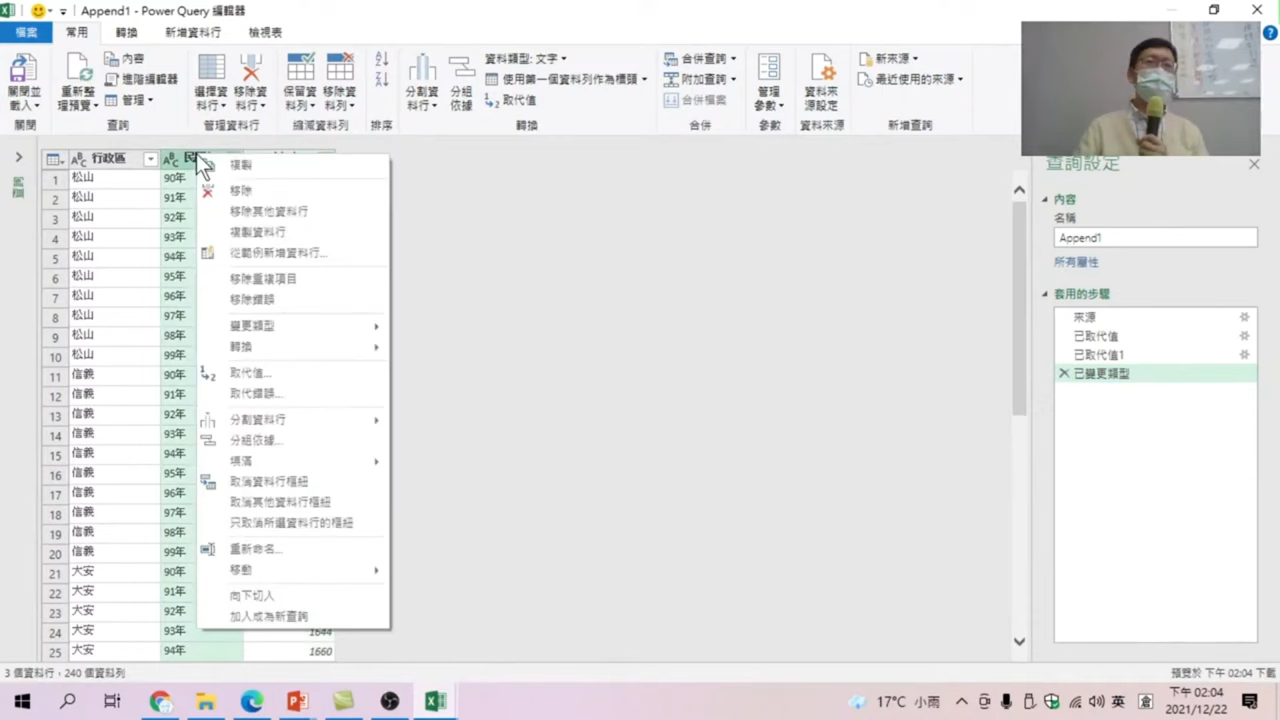 Append1 - Power Query 編輯器
檔案
常用
轉換
新增資料行
檢視表
關閉並
載入
關閉
重新整
理預覽
內容
進階編輯器
管理
查詢
選擇資
料行
移除資
料行
管理資料行
保留資
料列
移除資
料列
縮減資料列
排序
分割資
料行
分組
依據
資料類型: 文字
使用第一個資料列作為標頭
取代值
轉換
合併查詢
附加查詢
合併檔案
合併
管理
參數
參數
資料來
源設定
資料來源
新來源
最近使用的來源
新增查詢
行政區
1 松山 90年
2 松山 91年
3 松山 92年
4 松山 93年
5 松山 94年
6 松山 95年
7 松山 96年
8 松山 97年
9 松山 98年
10 松山 99年
11 信義 90年
12 信義 91年
13 信義 92年
14 信義 93年
15 信義 94年
16 信義 95年
17 信義 96年
18 信義 97年
19 信義 98年
20 信義 99年
21 大安 90年
22 大安 91年
23 大安 92年
24 大安 93年 1644
25 大安 94年 1660
複製
移除
移除其他資料行
複製資料行
從範例新增資料行...
移除重複項目
移除錯誤
變更類型
轉換
取代值...
取代錯誤...
分割資料行
分組依據...
填滿
取消資料行樞紐
取消其他資料行樞紐
只取消所選資料行的樞紐
重新命名...
移動
向下切入
加入成為新查詢
查詢設定
內容
名稱
Append1
所有屬性
套用的步驟
來源
已取代值
已取代值1
已變更類型
3 個資料行，240 個資料列
預覽於 下午 02:04 下載
17°C 小雨
英
下午 02:04
2021/12/22